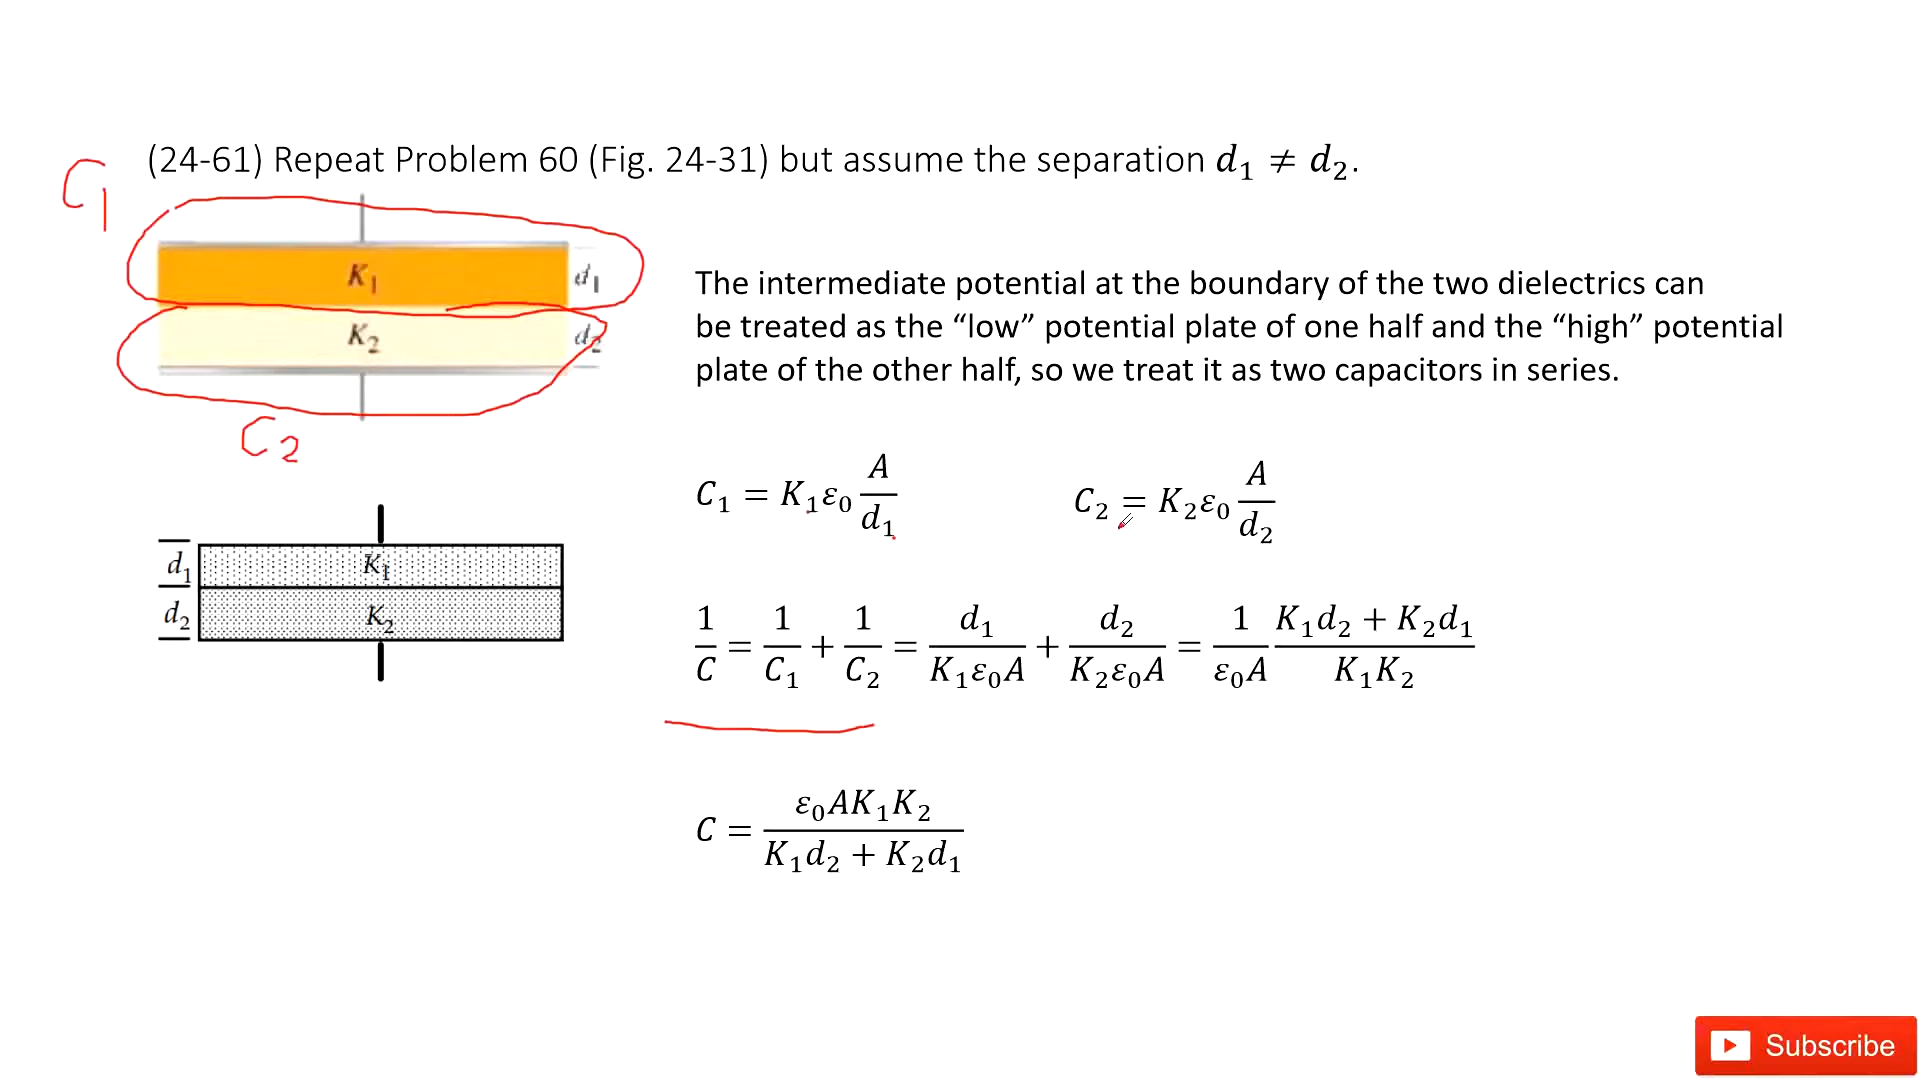 (24-61) Repeat Problem 60 (Fig. 24-31) but assume the separation d₁ ≠ d₂.
C₁
K₁ d₁
K₂ d₂
C₂
The intermediate potential at the boundary of the two dielectrics can
be treated as the “low” potential plate of one half and the “high” potential
plate of the other half, so we treat it as two capacitors in series.
C₁ = K₁ε₀ A/d₁
C₂ = K₂ε₀ A/d₂
d₁ K₁
d₂ K₂
1/C = 1/C₁ + 1/C₂ = d₁/(K₁ε₀A) + d₂/(K₂ε₀A) = 1/(ε₀A) (K₁d₂ + K₂d₁)/(K₁K₂)
C = ε₀AK₁K₂/(K₁d₂ + K₂d₁)
Subscribe